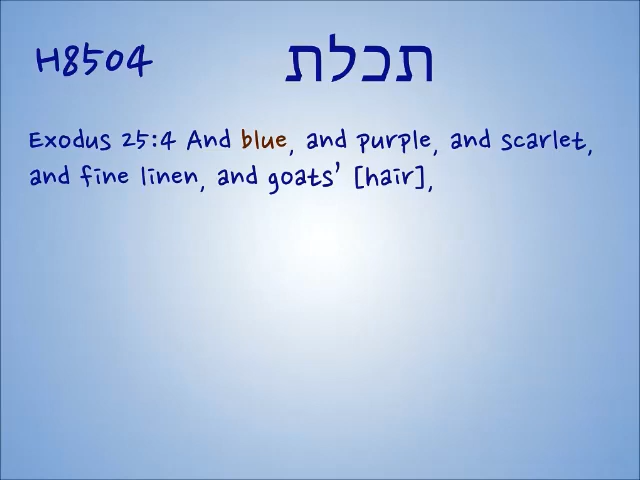 H8504 תכלת
Exodus 25:4 And blue, and purple, and scarlet,
and fine linen, and goats’ [hair],